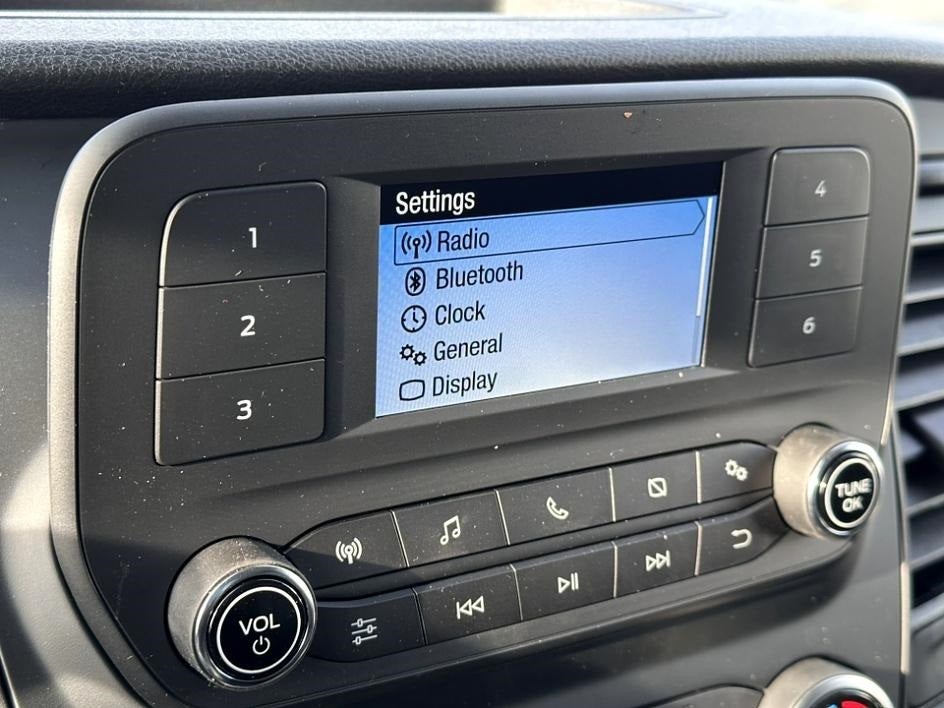 Settings
Radio
Bluetooth
Clock
General
Display
1
2
3
4
5
6
VOL
TUNE
OK